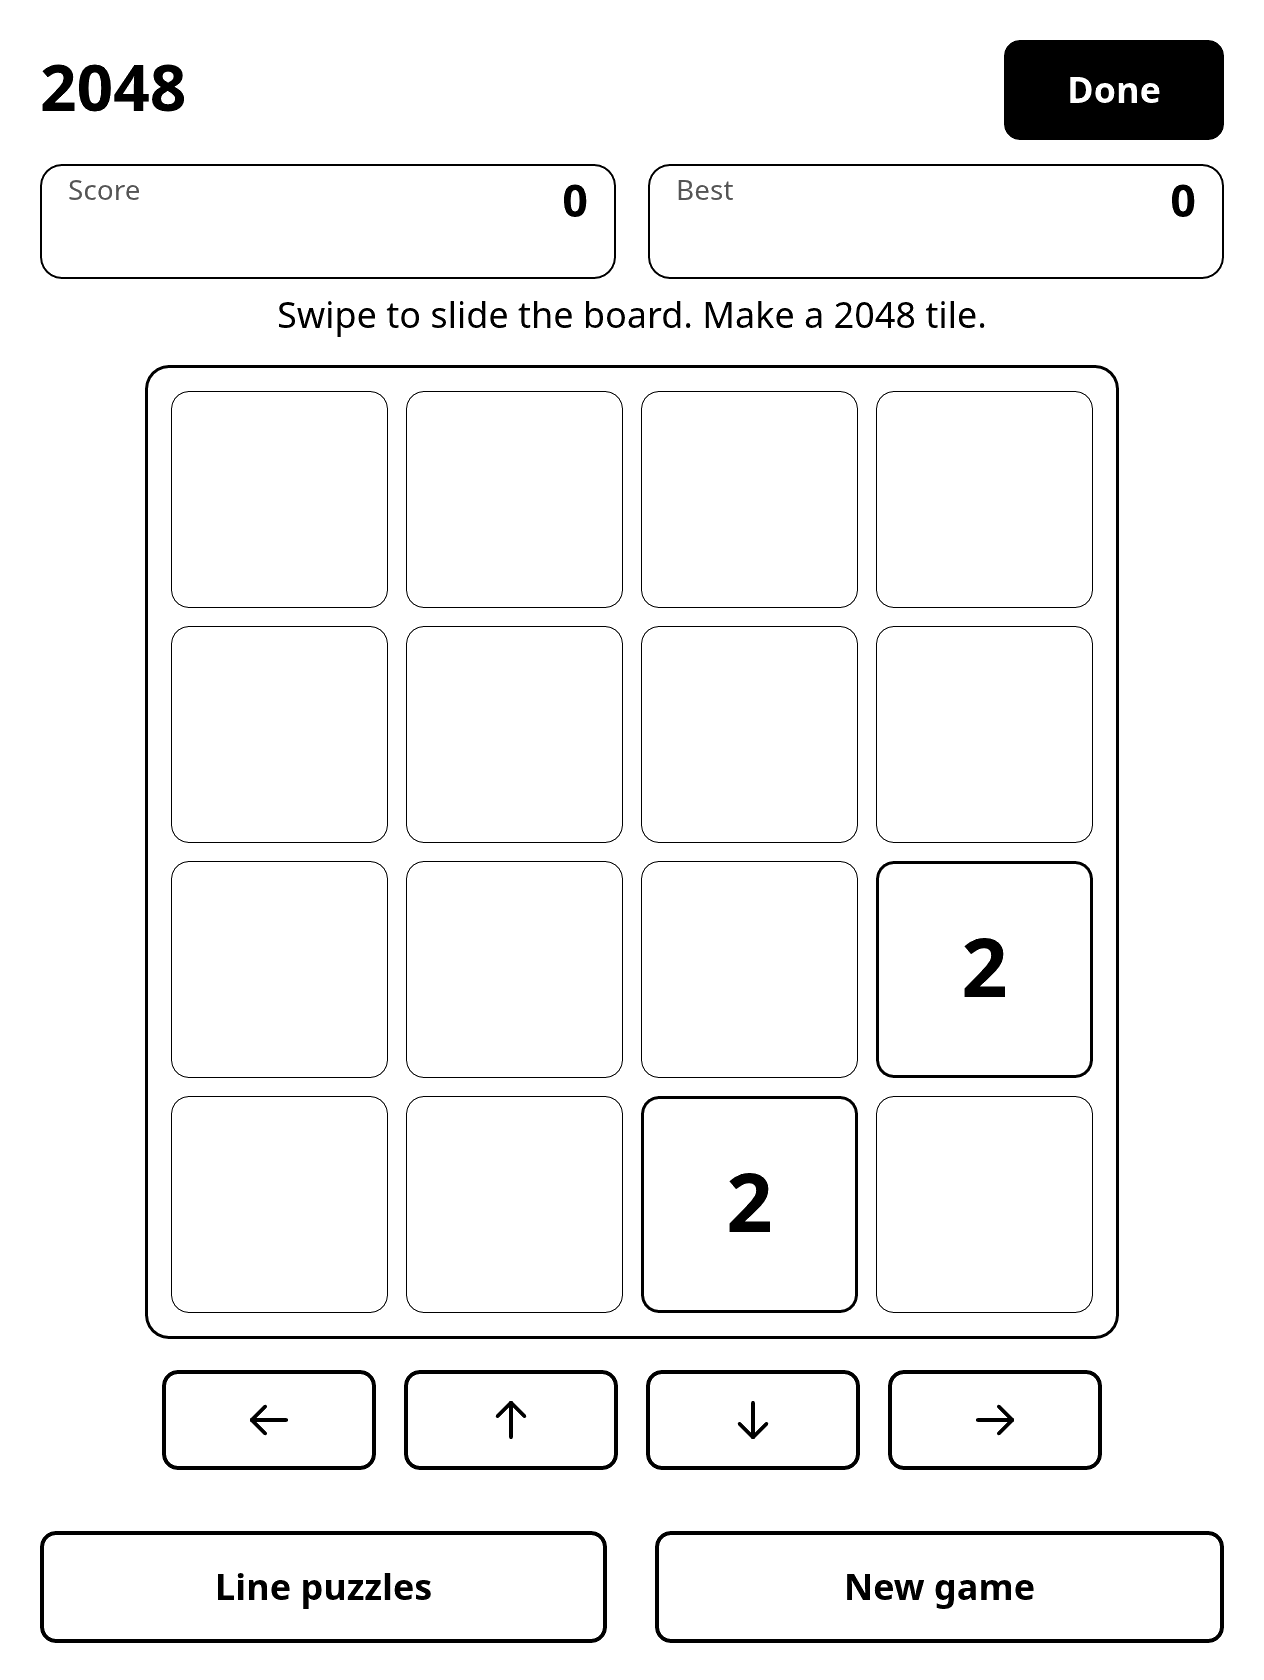 2048
Done
Score 0
Best 0
Swipe to slide the board. Make a 2048 tile.
2
2
← ↑ ↓ →
Line puzzles
New game